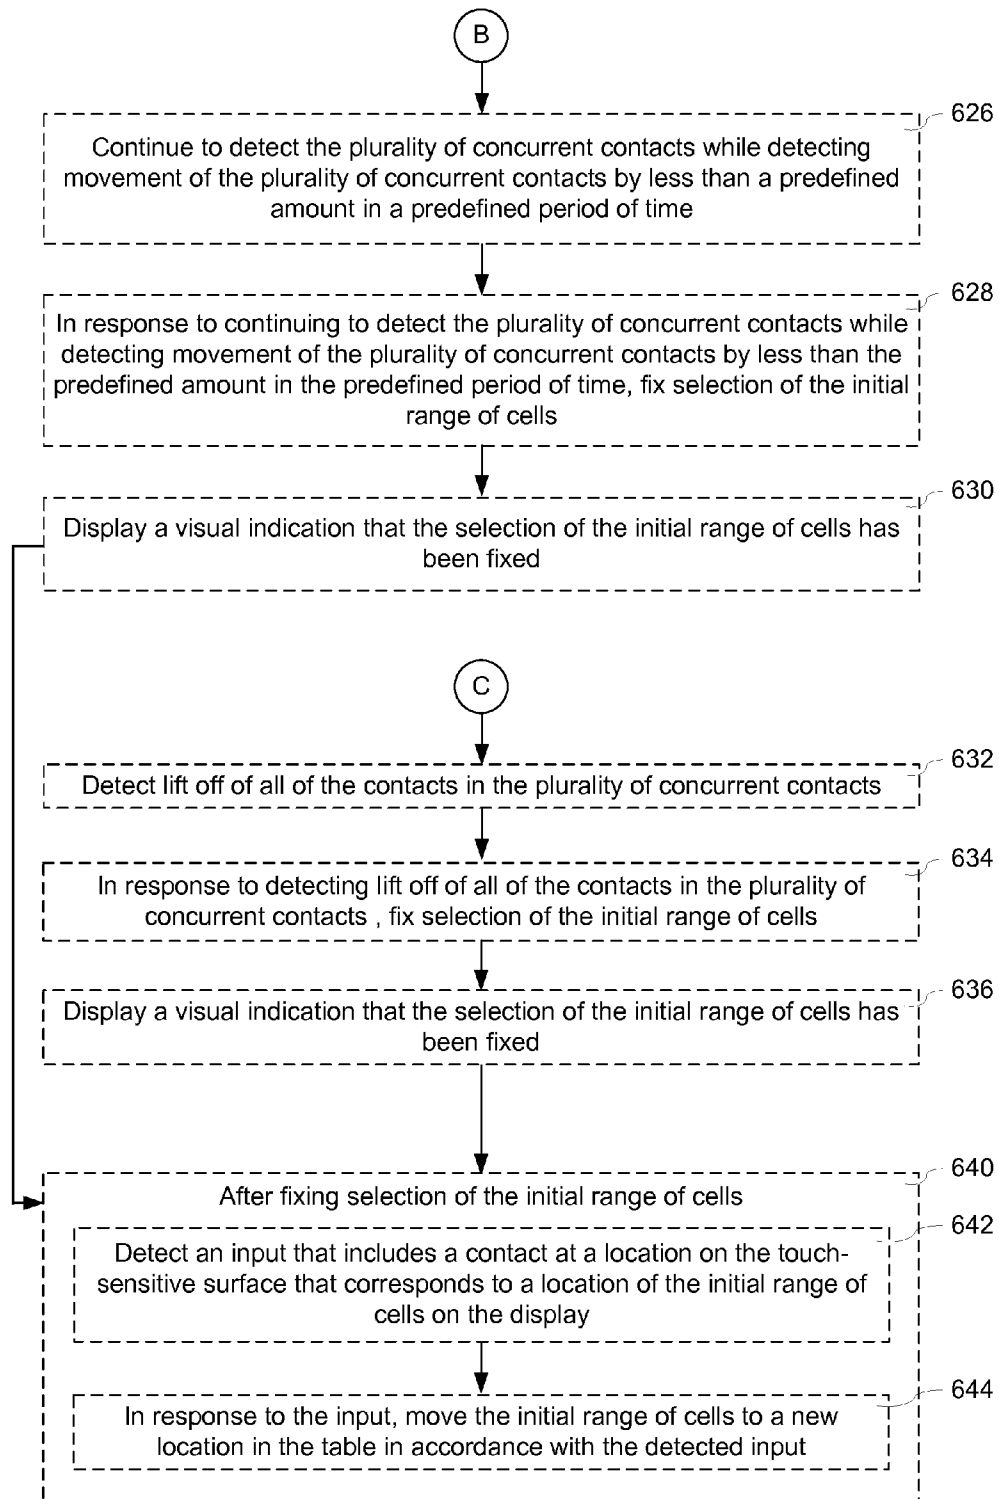 B
626
Continue to detect the plurality of concurrent contacts while detecting
movement of the plurality of concurrent contacts by less than a predefined
amount in a predefined period of time
628
In response to continuing to detect the plurality of concurrent contacts while
detecting movement of the plurality of concurrent contacts by less than the
predefined amount in the predefined period of time, fix selection of the initial
range of cells
630
Display a visual indication that the selection of the initial range of cells has
been fixed
C
632
Detect lift off of all of the contacts in the plurality of concurrent contacts
634
In response to detecting lift off of all of the contacts in the plurality of
concurrent contacts , fix selection of the initial range of cells
636
Display a visual indication that the selection of the initial range of cells has
been fixed
640
After fixing selection of the initial range of cells
642
Detect an input that includes a contact at a location on the touch-
sensitive surface that corresponds to a location of the initial range of
cells on the display
644
In response to the input, move the initial range of cells to a new
location in the table in accordance with the detected input